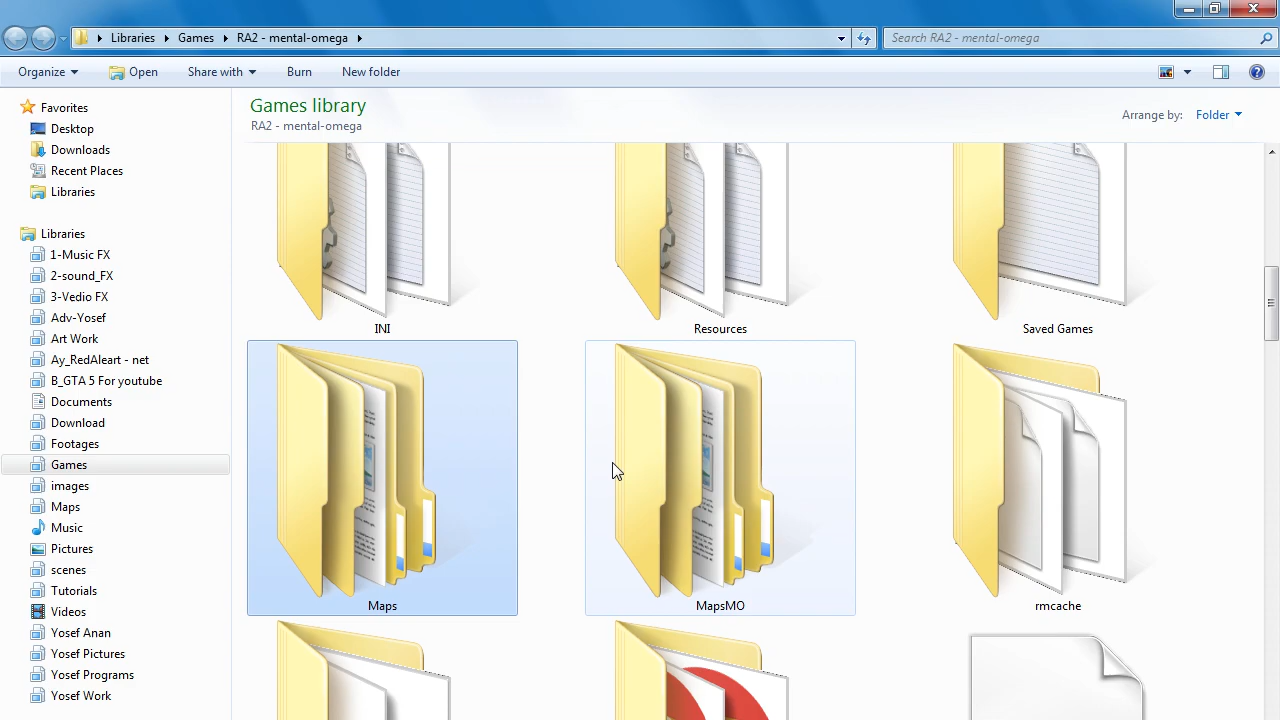 Libraries
Games
RA2 - mental-omega
Search RA2 - mental-omega
Organize
Open
Share with
Burn
New folder
Favorites
Desktop
Downloads
Recent Places
Libraries
Libraries
1-Music FX
2-sound_FX
3-Vedio FX
Adv-Yosef
Art Work
Ay_RedAleart - net
B_GTA 5 For youtube
Documents
Download
Footages
Games
images
Maps
Music
Pictures
scenes
Tutorials
Videos
Yosef Anan
Yosef Pictures
Yosef Programs
Yosef Work
Games library
RA2 - mental-omega
Arrange by: Folder
INI
Resources
Saved Games
Maps
MapsMO
rmcache